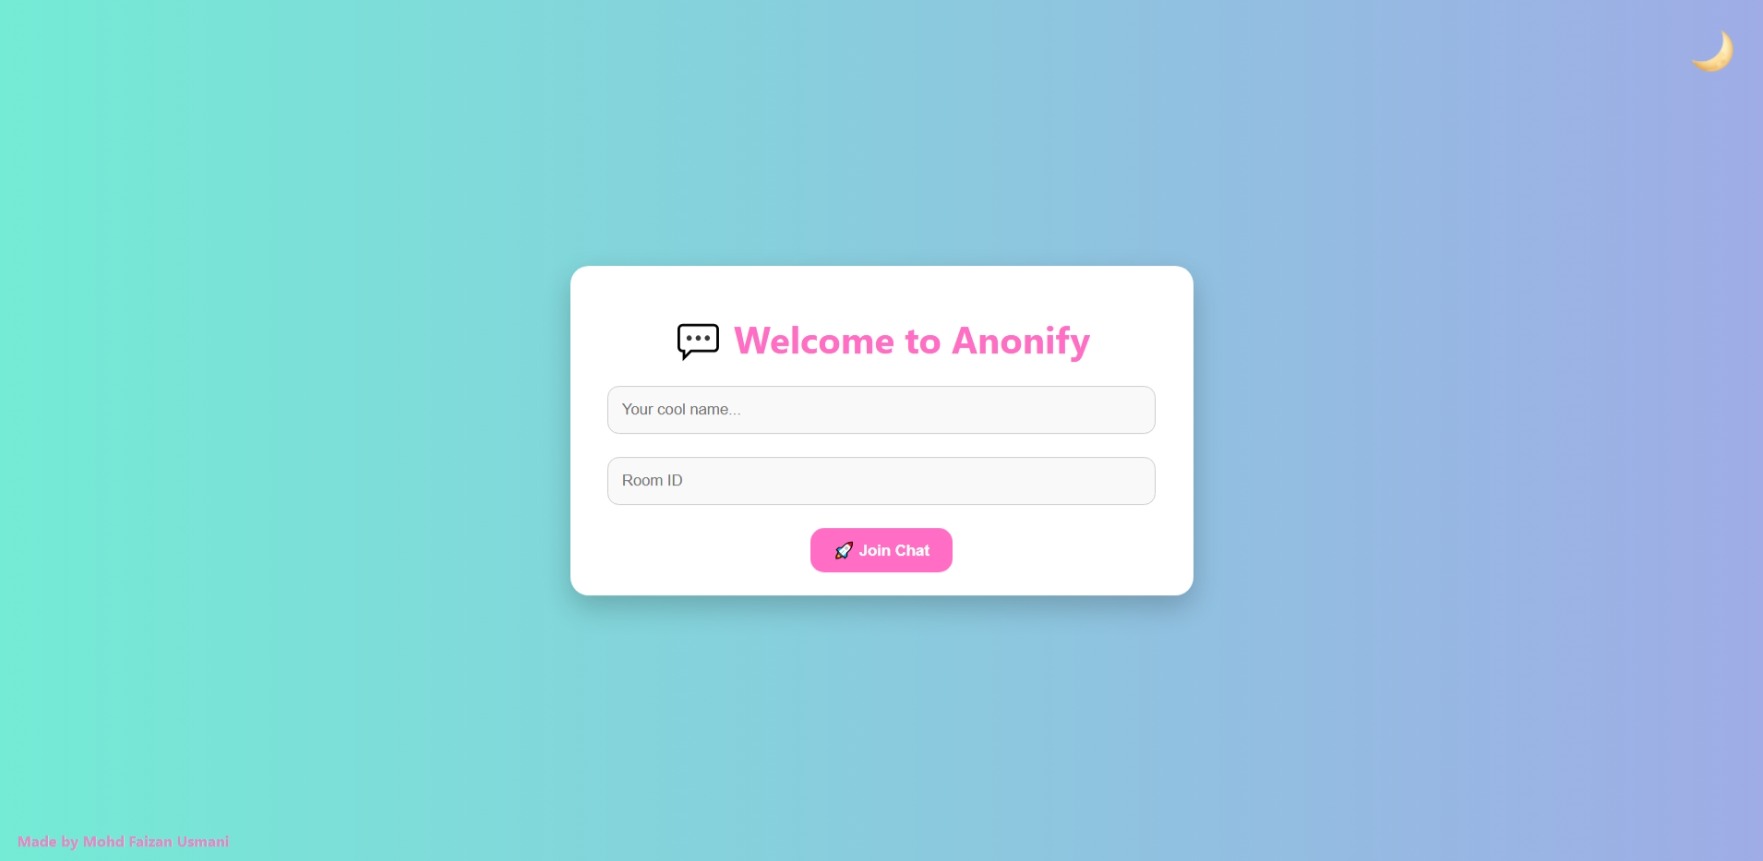 💬 Welcome to Anonify
Your cool name...
Room ID
🚀 Join Chat
Made by Mohd Faizan Usmani